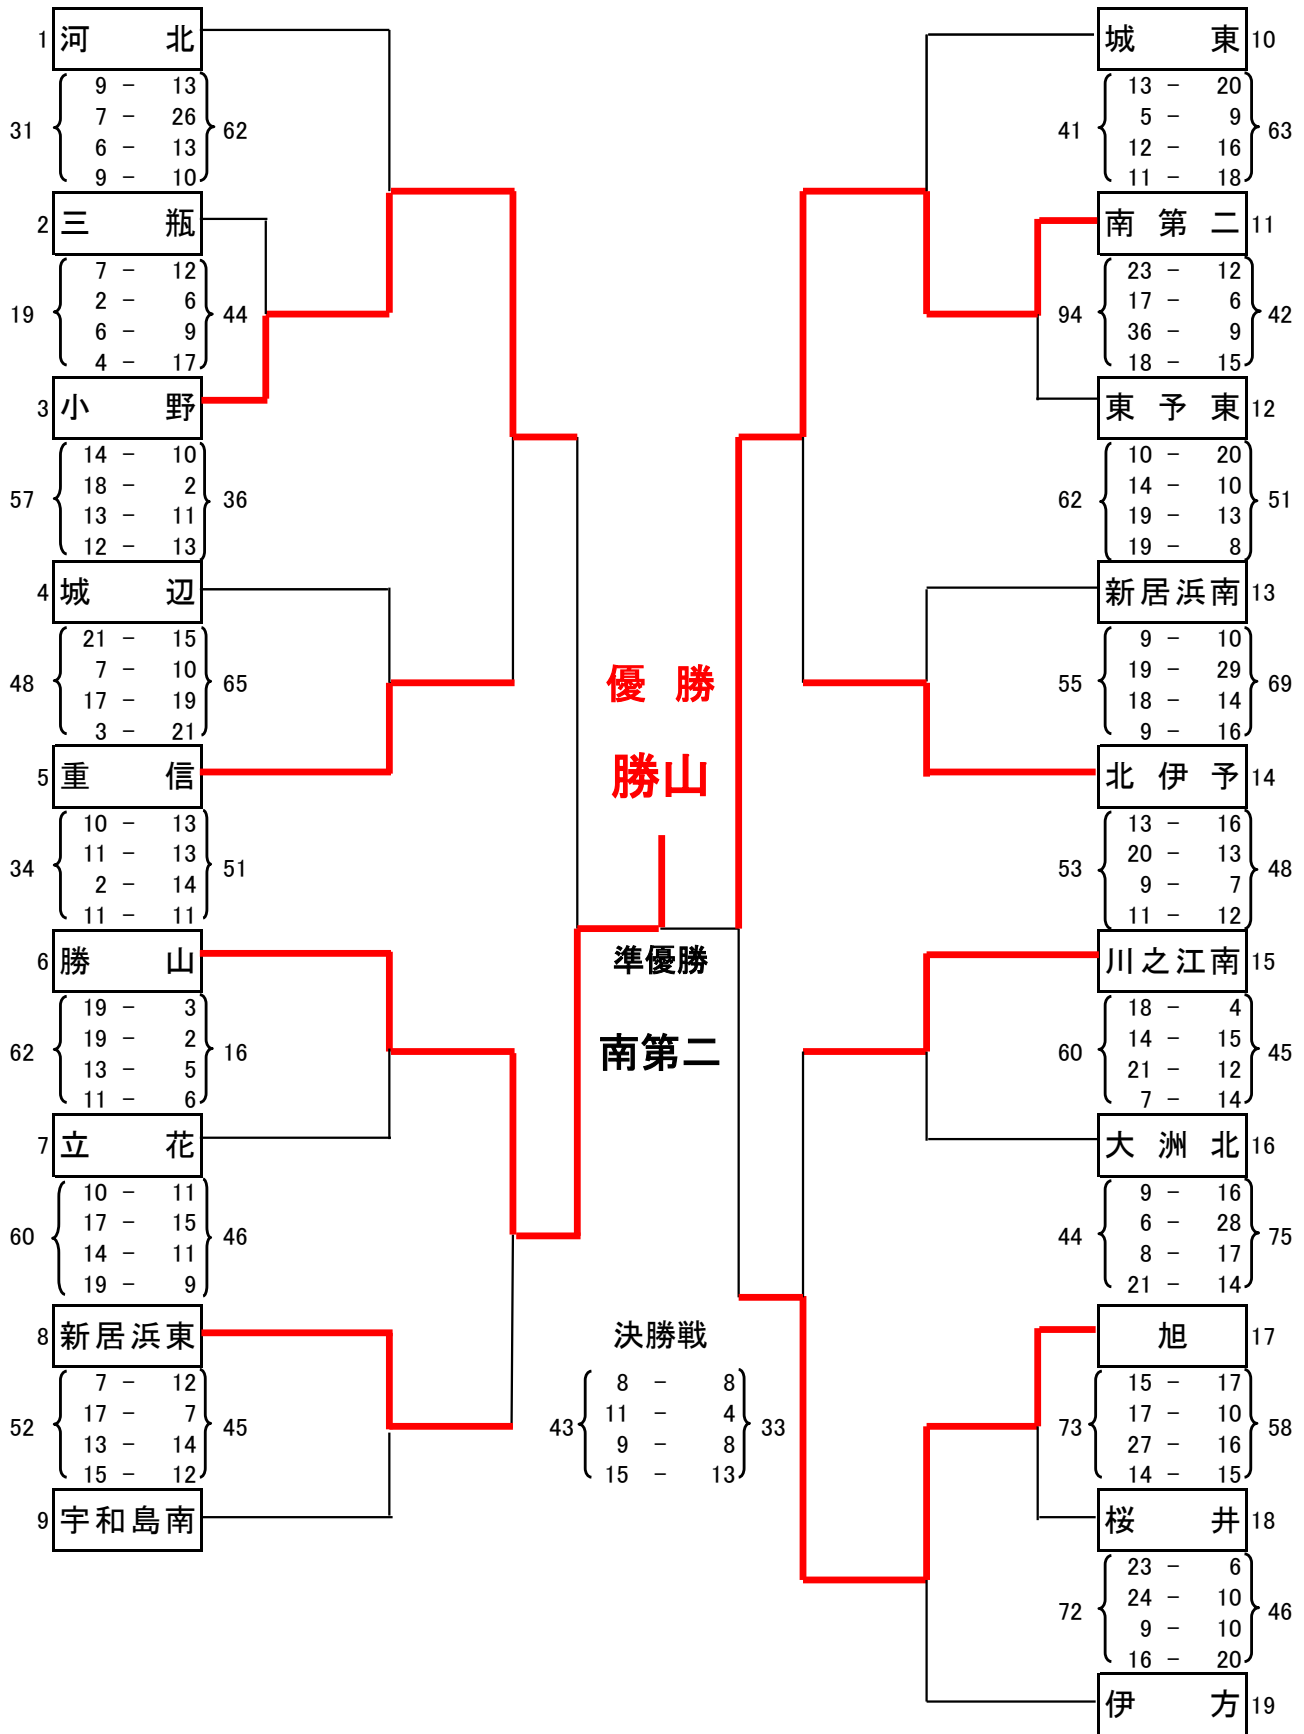 1 河北
9 － 13
7 － 26
31 62
6 － 13
9 － 10
2 三瓶
7 － 12
2 － 6
19 44
6 － 9
4 － 17
3 小野
14 － 10
18 － 2
57 36
13 － 11
12 － 13
4 城辺
21 － 15
7 － 10
48 65
17 － 19
3 － 21
5 重信
10 － 13
11 － 13
34 51
2 － 14
11 － 11
6 勝山
19 － 3
19 － 2
62 16
13 － 5
11 － 6
7 立花
10 － 11
17 － 15
60 46
14 － 11
19 － 9
8 新居浜東
7 － 12
17 － 7
52 45
13 － 14
15 － 12
9 宇和島南
優勝
勝山
準優勝
南第二
決勝戦
8 － 8
11 － 4
43 33
9 － 8
15 － 13
城東 10
13 － 20
5 － 9
41 63
12 － 16
11 － 18
南第二 11
23 － 12
17 － 6
94 42
36 － 9
18 － 15
東予東 12
10 － 20
14 － 10
62 51
19 － 13
19 － 8
新居浜南 13
9 － 10
19 － 29
55 69
18 － 14
9 － 16
北伊予 14
13 － 16
20 － 13
53 48
9 － 7
11 － 12
川之江南 15
18 － 4
14 － 15
60 45
21 － 12
7 － 14
大洲北 16
9 － 16
6 － 28
44 75
8 － 17
21 － 14
旭 17
15 － 17
17 － 10
73 58
27 － 16
14 － 15
桜井 18
23 － 6
24 － 10
72 46
9 － 10
16 － 20
伊方 19